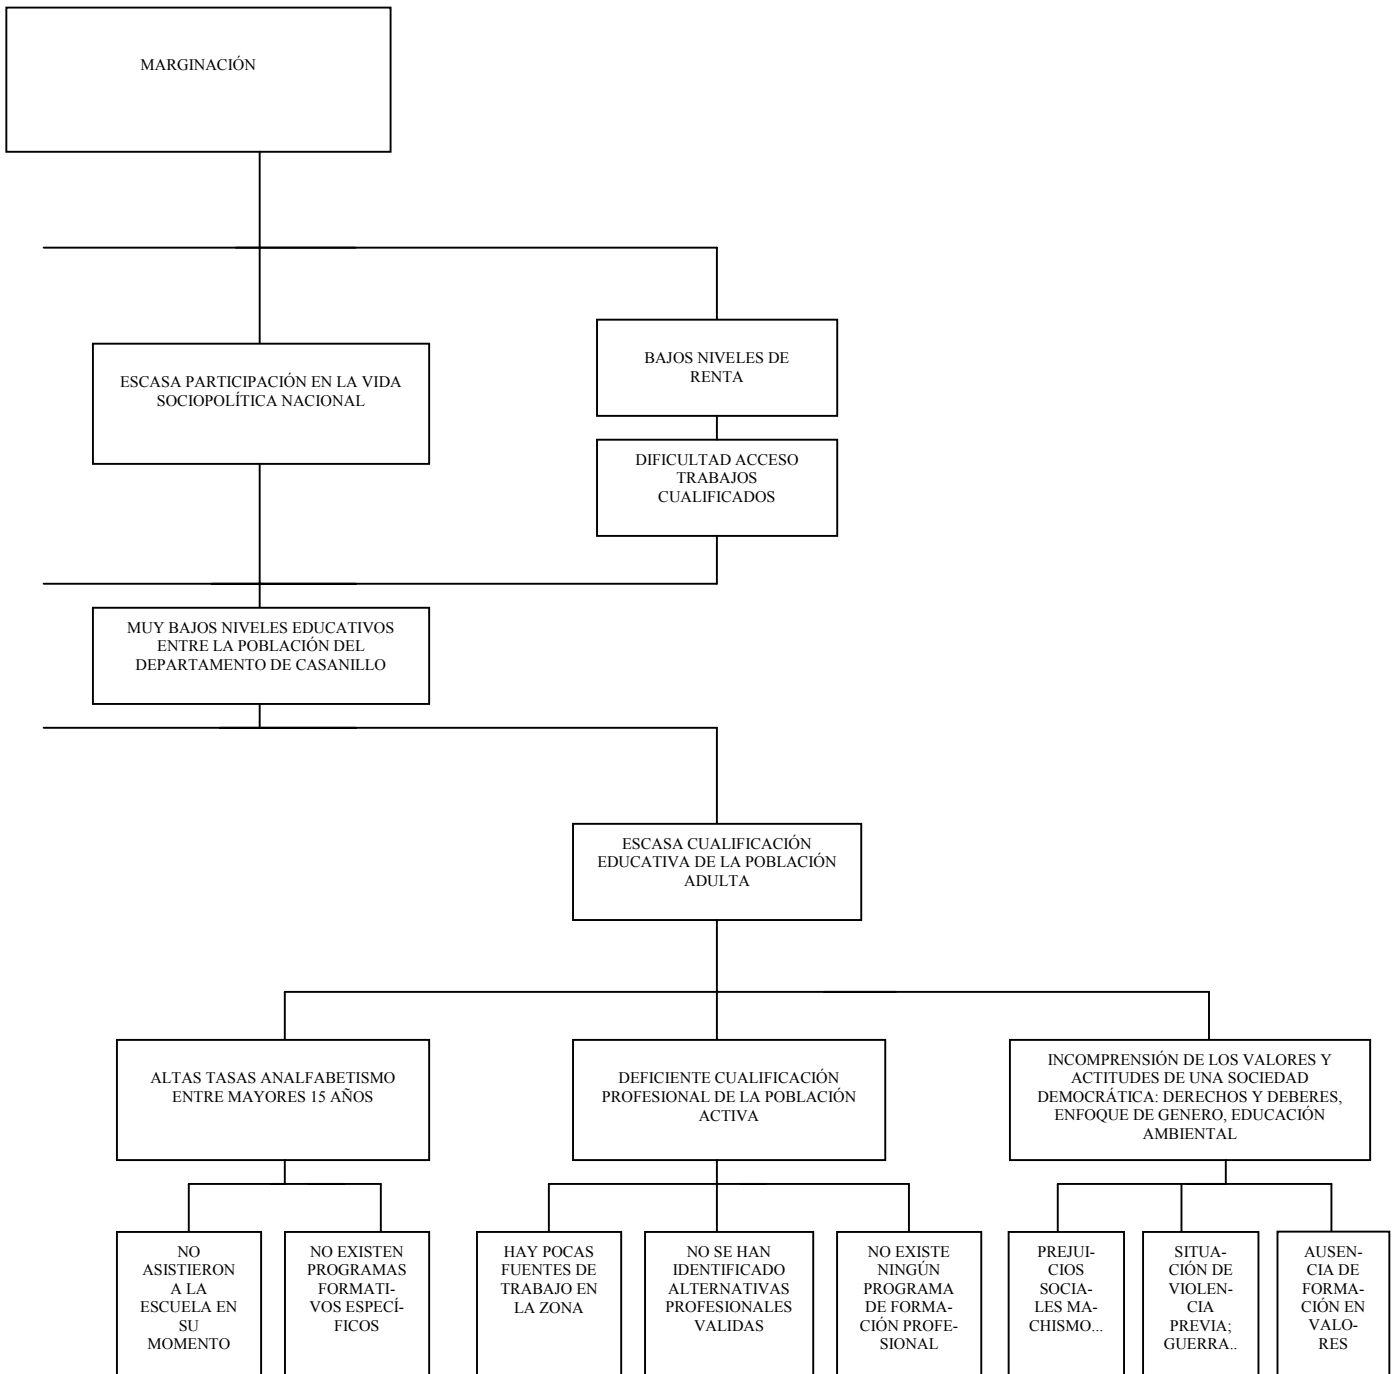 MARGINACIÓN
ESCASA PARTICIPACIÓN EN LA VIDA
SOCIOPOLÍTICA NACIONAL
BAJOS NIVELES DE
RENTA
DIFICULTAD ACCESO
TRABAJOS
CUALIFICADOS
MUY BAJOS NIVELES EDUCATIVOS
ENTRE LA POBLACIÓN DEL
DEPARTAMENTO DE CASANILLO
ESCASA CUALIFICACIÓN
EDUCATIVA DE LA POBLACIÓN
ADULTA
ALTAS TASAS ANALFABETISMO
ENTRE MAYORES 15 AÑOS
DEFICIENTE CUALIFICACIÓN
PROFESIONAL DE LA POBLACIÓN
ACTIVA
INCOMPRENSIÓN DE LOS VALORES Y
ACTITUDES DE UNA SOCIEDAD
DEMOCRÁTICA: DERECHOS Y DEBERES,
ENFOQUE DE GENERO, EDUCACIÓN
AMBIENTAL
NO
ASISTIERON
A LA
ESCUELA EN
SU
MOMENTO
NO EXISTEN
PROGRAMAS
FORMATI-
VOS ESPECÍ-
FICOS
HAY POCAS
FUENTES DE
TRABAJO EN
LA ZONA
NO SE HAN
IDENTIFICADO
ALTERNATIVAS
PROFESIONALES
VALIDAS
NO EXISTE
NINGÚN
PROGRAMA
DE FORMA-
CIÓN PROFE-
SIONAL
PREJUI-
CIOS
SOCIA-
LES MA-
CHISMO...
SITUA-
CIÓN DE
VIOLEN-
CIA
PREVIA;
GUERRA..
AUSEN-
CIA DE
FORMA-
CIÓN EN
VALO-
RES